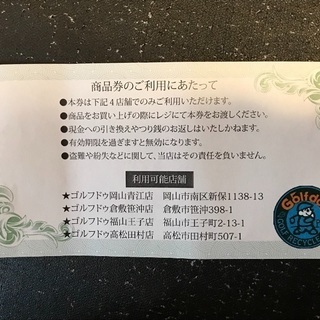 商品券のご利用にあたって
●本券は下記4店舗でのみご利用いただけます。
●商品をお買い上げの際にレジにて本券をお渡しください。
●現金への引き換えやつり銭のお返しはいたしかねます。
●有効期限を過ぎますと無効になります。
●盗難や紛失などに関して、当店はその責任を負いません。
利用可能店舗
★ゴルフドゥ岡山青江店 岡山市南区新保1138-13
★ゴルフドゥ倉敷笹沖店 倉敷市笹沖398-1
★ゴルフドゥ福山王子店 福山市王子町2-13-1
★ゴルフドゥ高松田村店 高松市田村町507-1
Golfdo